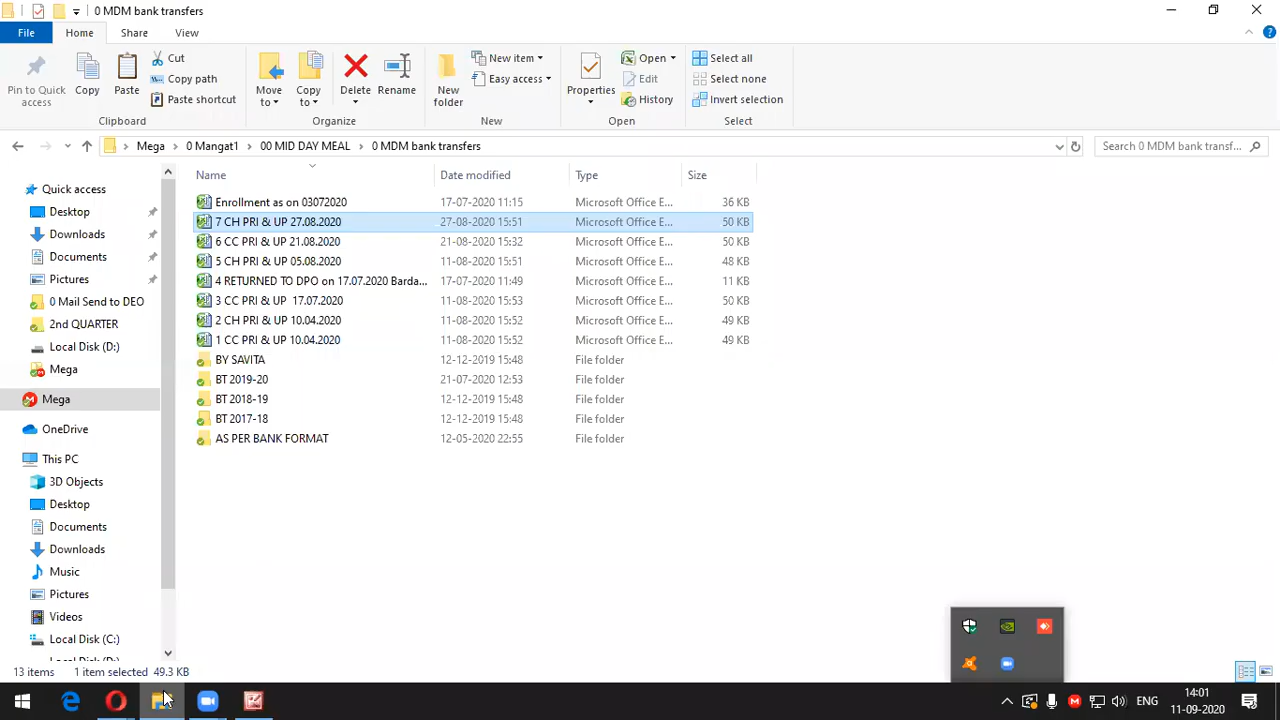 0 MDM bank transfers
File Home Share View
Pin to Quick access
Copy
Paste
Cut
Copy path
Paste shortcut
Clipboard
Move to
Copy to
Delete
Rename
Organize
New folder
New item
Easy access
New
Properties
Open
Edit
History
Open
Select all
Select none
Invert selection
Select
Mega 0 Mangat1 00 MID DAY MEAL 0 MDM bank transfers
Search 0 MDM bank transf...
Quick access
Desktop
Downloads
Documents
Pictures
0 Mail Send to DEO
2nd QUARTER
Local Disk (D:)
Mega
Mega
OneDrive
This PC
3D Objects
Desktop
Documents
Downloads
Music
Pictures
Videos
Local Disk (C:)
Local Disk (D:)
Name Date modified Type Size
Enrollment as on 03072020 17-07-2020 11:15 Microsoft Office E... 36 KB
7 CH PRI & UP 27.08.2020 27-08-2020 15:51 Microsoft Office E... 50 KB
6 CC PRI & UP 21.08.2020 21-08-2020 15:32 Microsoft Office E... 50 KB
5 CH PRI & UP 05.08.2020 11-08-2020 15:51 Microsoft Office E... 48 KB
4 RETURNED TO DPO on 17.07.2020 Barda... 17-07-2020 11:49 Microsoft Office E... 11 KB
3 CC PRI & UP  17.07.2020 11-08-2020 15:53 Microsoft Office E... 50 KB
2 CH PRI & UP 10.04.2020 11-08-2020 15:52 Microsoft Office E... 49 KB
1 CC PRI & UP 10.04.2020 11-08-2020 15:52 Microsoft Office E... 49 KB
BY SAVITA 12-12-2019 15:48 File folder
BT 2019-20 21-07-2020 12:53 File folder
BT 2018-19 12-12-2019 15:48 File folder
BT 2017-18 12-12-2019 15:48 File folder
AS PER BANK FORMAT 12-05-2020 22:55 File folder
13 items 1 item selected 49.3 KB
ENG
14:01
11-09-2020